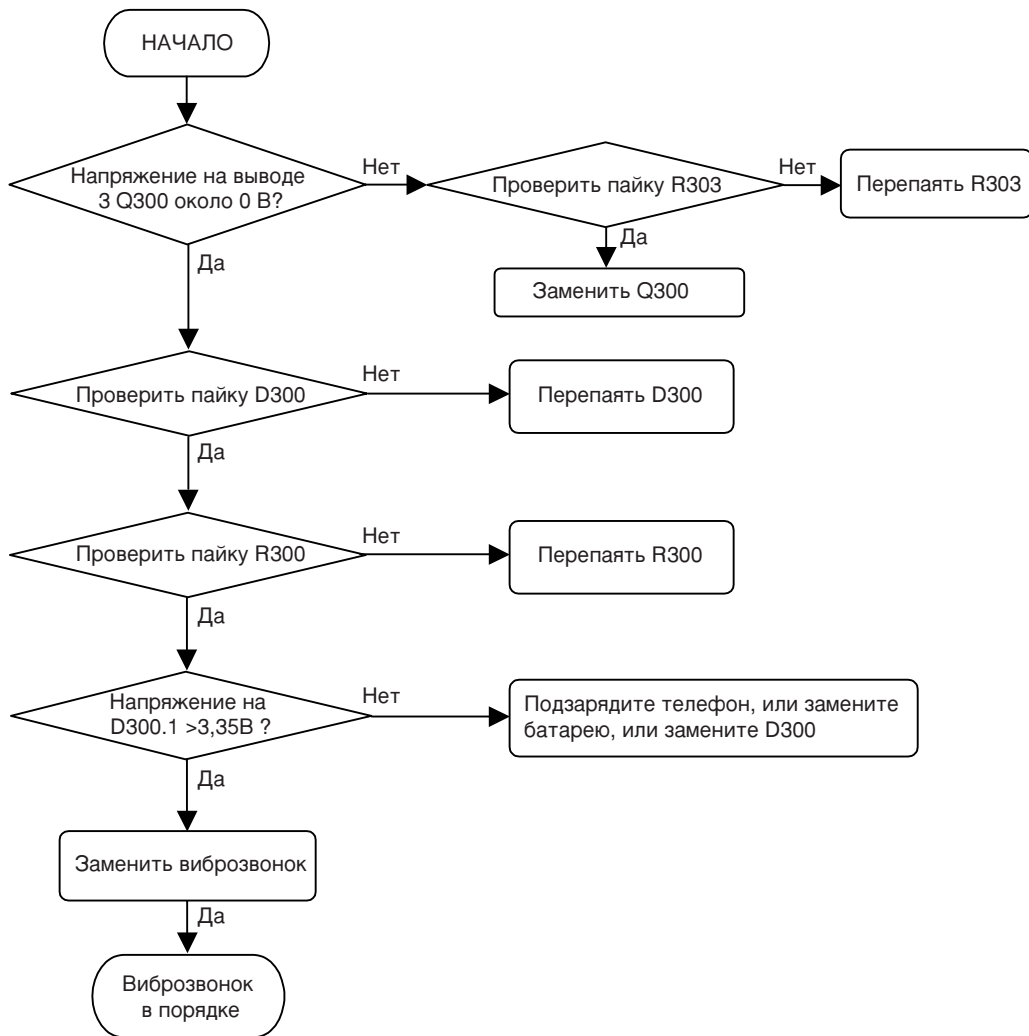 НАЧАЛО
Напряжение на выводе
3 Q300 около 0 В?
Нет
Проверить пайку R303
Нет
Перепаять R303
Да
Заменить Q300
Да
Проверить пайку D300
Нет
Перепаять D300
Да
Проверить пайку R300
Нет
Перепаять R300
Да
Напряжение на
D300.1 >3,35В ?
Нет
Подзарядите телефон, или замените
батарею, или замените D300
Да
Заменить виброзвонок
Да
Виброзвонок
в порядке